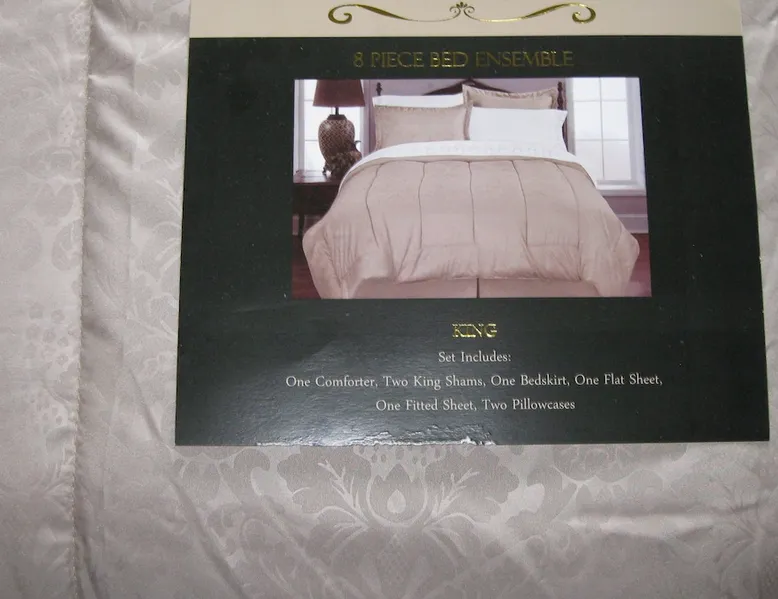 8 PIECE BED ENSEMBLE
KING
Set Includes:
One Comforter, Two King Shams, One Bedskirt, One Flat Sheet,
One Fitted Sheet, Two Pillowcases